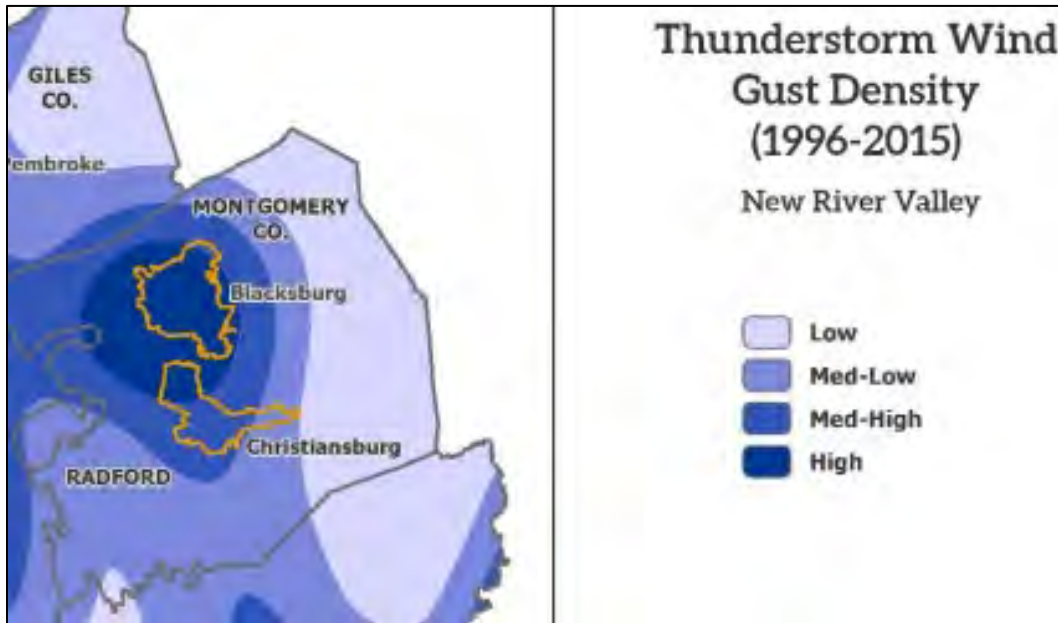 GILES
CO.
embroke
MONTGOMERY
CO.
Blacksburg
Christiansburg
RADFORD
Thunderstorm Wind
Gust Density
(1996-2015)
New River Valley
Low
Med-Low
Med-High
High